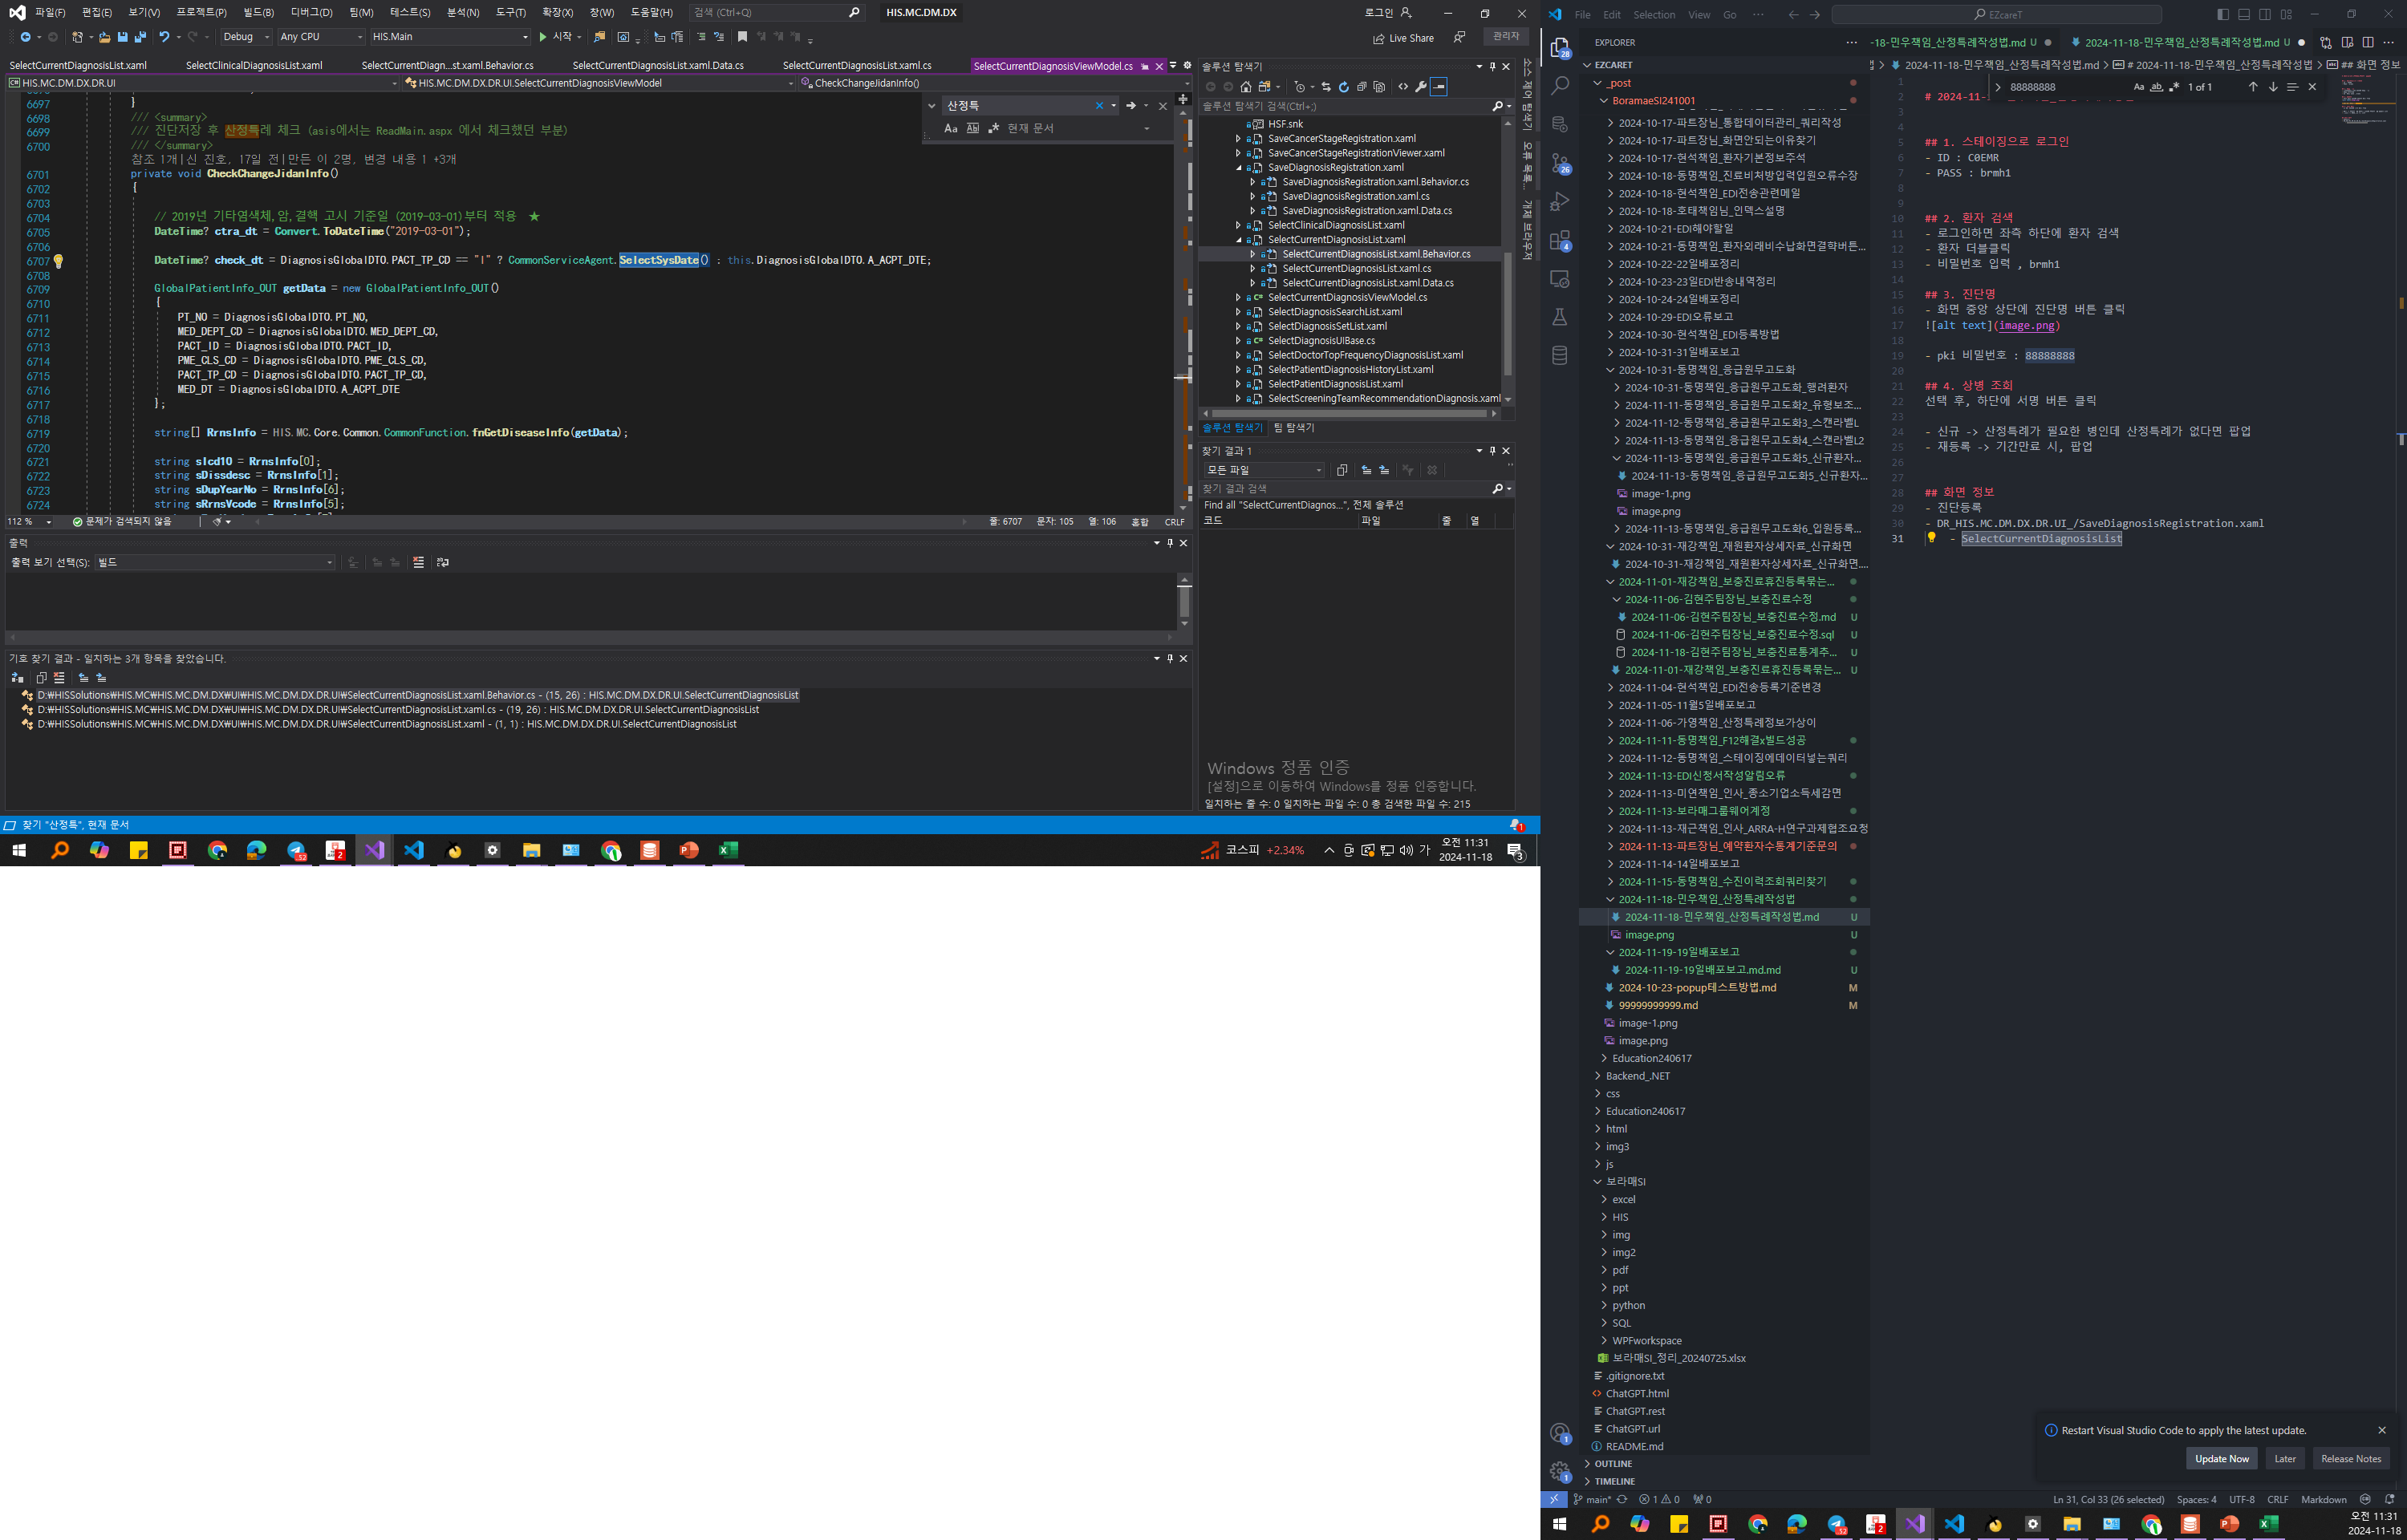 파일(F) 편집(E) 보기(V) 프로젝트(P) 빌드(B) 디버그(D) 팀(M) 테스트(S) 분석(N) 도구(T) 확장(X) 창(W) 도움말(H) 검색 (Ctrl+Q) HIS.MC.DM.DX 로그인
Debug Any CPU HIS.Main 시작 Live Share 관리자
SelectCurrentDiagnosisList.xaml SelectClinicalDiagnosisList.xaml SelectCurrentDiagn...st.xaml.Behavior.cs SelectCurrentDiagnosisList.xaml.Data.cs SelectCurrentDiagnosisList.xaml.cs SelectCurrentDiagnosisViewModel.cs
HIS.MC.DM.DX.DR.UI HIS.MC.DM.DX.DR.UI.SelectCurrentDiagnosisViewModel CheckChangeJidanInfo()
산정특
Aa 현재 문서
6697 }
6698 /// <summary>
6699 /// 진단저장 후 산정특례 체크 (asis에서는 ReadMain.aspx 에서 체크했던 부분)
6700 /// </summary>
참조 1개|신 진호, 17일 전|만든 이 2명, 변경 내용 1 +3개
6701 private void CheckChangeJidanInfo()
6702 {
6703
6704 // 2019년 기타염색체,암,결핵 고시 기준일 (2019-03-01)부터 적용 ★
6705 DateTime? ctra_dt = Convert.ToDateTime("2019-03-01");
6706
6707 DateTime? check_dt = DiagnosisGlobalDTO.PACT_TP_CD == "I" ? CommonServiceAgent.SelectSysDate() : this.DiagnosisGlobalDTO.A_ACPT_DTE;
6708
6709 GlobalPatientInfo_OUT getData = new GlobalPatientInfo_OUT()
6710 {
6711 PT_NO = DiagnosisGlobalDTO.PT_NO,
6712 MED_DEPT_CD = DiagnosisGlobalDTO.MED_DEPT_CD,
6713 PACT_ID = DiagnosisGlobalDTO.PACT_ID,
6714 PME_CLS_CD = DiagnosisGlobalDTO.PME_CLS_CD,
6715 PACT_TP_CD = DiagnosisGlobalDTO.PACT_TP_CD,
6716 MED_DT = DiagnosisGlobalDTO.A_ACPT_DTE
6717 };
6718
6719 string[] RrnsInfo = HIS.MC.Core.Common.CommonFunction.fnGetDiseaseInfo(getData);
6720
6721 string sIcd10 = RrnsInfo[0];
6722 string sDissdesc = RrnsInfo[1];
6723 string sDupYearNo = RrnsInfo[6];
6724 string sRrnsVcode = RrnsInfo[5];
112 % 문제가 검색되지 않음 줄: 6707 문자: 105 열: 106 혼합 CRLF
출력
출력 보기 선택(S): 빌드
기호 찾기 결과 - 일치하는 3개 항목을 찾았습니다.
D:₩HISSolutions₩HIS.MC₩HIS.MC.DM.DX₩UI₩HIS.MC.DM.DX.DR.UI₩SelectCurrentDiagnosisList.xaml.Behavior.cs - (15, 26) : HIS.MC.DM.DX.DR.UI.SelectCurrentDiagnosisList
D:₩HISSolutions₩HIS.MC₩HIS.MC.DM.DX₩UI₩HIS.MC.DM.DX.DR.UI₩SelectCurrentDiagnosisList.xaml.cs - (19, 26) : HIS.MC.DM.DX.DR.UI.SelectCurrentDiagnosisList
D:₩HISSolutions₩HIS.MC₩HIS.MC.DM.DX₩UI₩HIS.MC.DM.DX.DR.UI₩SelectCurrentDiagnosisList.xaml - (1, 1) : HIS.MC.DM.DX.DR.UI.SelectCurrentDiagnosisList
찾기 "산정특", 현재 문서
솔루션 탐색기
솔루션 탐색기 검색(Ctrl+;)
HSF.snk
SaveCancerStageRegistration.xaml
SaveCancerStageRegistrationViewer.xaml
SaveDiagnosisRegistration.xaml
SaveDiagnosisRegistration.xaml.Behavior.cs
SaveDiagnosisRegistration.xaml.cs
SaveDiagnosisRegistration.xaml.Data.cs
SelectClinicalDiagnosisList.xaml
SelectCurrentDiagnosisList.xaml
SelectCurrentDiagnosisList.xaml.Behavior.cs
SelectCurrentDiagnosisList.xaml.cs
SelectCurrentDiagnosisList.xaml.Data.cs
SelectCurrentDiagnosisViewModel.cs
SelectDiagnosisSearchList.xaml
SelectDiagnosisSetList.xaml
SelectDiagnosisUIBase.cs
SelectDoctorTopFrequencyDiagnosisList.xaml
SelectPatientDiagnosisHistoryList.xaml
SelectPatientDiagnosisList.xaml
SelectScreeningTeamRecommendationDiagnosis.xaml
솔루션 탐색기 팀 탐색기
찾기 결과 1
모든 파일
찾기 결과 검색
Find all "SelectCurrentDiagnos...", 전체 솔루션
코드 파일 줄 열
Windows 정품 인증
[설정]으로 이동하여 Windows를 정품 인증합니다.
일치하는 줄 수: 0 일치하는 파일 수: 0 총 검색한 파일 수: 215
코스피 +2.34% 가 오전 11:31
2024-11-18
File Edit Selection View Go ··· EZcareT
EXPLORER
EZCARET
_post
BoramaeSI241001
2024-10-17-파트장님_통합데이터관리_쿼리작성
2024-10-17-파트장님_화면안되는이유찾기
2024-10-17-현석책임_환자기본정보주석
2024-10-18-동명책임_진료비처방입력입원오류수장
2024-10-18-현석책임_EDI전송관련메일
2024-10-18-호태책임님_인덱스설명
2024-10-21-EDI해야할일
2024-10-21-동명책임_환자외래비수납화면결학버튼...
2024-10-22-22일배포정리
2024-10-23-23일EDI반송내역정리
2024-10-24-24일배포정리
2024-10-29-EDI오류보고
2024-10-30-현석책임_EDI등록방법
2024-10-31-31일배포보고
2024-10-31-동명책임_응급원무고도화
2024-10-31-동명책임_응급원무고도화_행려환자
2024-11-11-동명책임_응급원무고도화2_유형보조...
2024-11-12-동명책임_응급원무고도화3_스캔라벨L
2024-11-13-동명책임_응급원무고도화4_스캔라벨L2
2024-11-13-동명책임_응급원무고도화5_신규환자...
2024-11-13-동명책임_응급원무고도화5_신규환자...
image-1.png
image.png
2024-11-13-동명책임_응급원무고도화6_입원등록...
2024-10-31-재강책임_재원환자상세자료_신규화면
2024-10-31-재강책임_재원환자상세자료_신규화면....
2024-11-01-재강책임_보충진료휴진등록묶는...
2024-11-06-김현주팀장님_보충진료수정
2024-11-06-김현주팀장님_보충진료수정.md U
2024-11-06-김현주팀장님_보충진료수정.sql U
2024-11-18-김현주팀장님_보충진료통계추... U
2024-11-01-재강책임_보충진료휴진등록묶는... U
2024-11-04-현석책임_EDI전송등록기준변경
2024-11-05-11월5일배포보고
2024-11-06-가영책임_산정특례정보가상이
2024-11-11-동명책임_F12해결x빌드성공
2024-11-12-동명책임_스테이징에데이터넣는쿼리
2024-11-13-EDI신청서작성알림오류
2024-11-13-미연책임_인사_중소기업소득세감면
2024-11-13-보라매그룹웨어계정
2024-11-13-재근책임_인사_ARRA-H연구과제협조요청
2024-11-13-파트장님_예약환자수통계기준문의
2024-11-14-14일배포보고
2024-11-15-동명책임_수진이력조회쿼리찾기
2024-11-18-민우책임_산정특례작성법
2024-11-18-민우책임_산정특례작성법.md U
image.png U
2024-11-19-19일배포보고
2024-11-19-19일배포보고.md.md U
2024-10-23-popup테스트방법.md M
99999999999.md M
image-1.png
image.png
Education240617
Backend_.NET
css
Education240617
html
img3
js
보라매SI
excel
HIS
img
img2
pdf
ppt
python
SQL
WPFworkspace
보라매SI_정리_20240725.xlsx
.gitignore.txt
ChatGPT.html
ChatGPT.rest
ChatGPT.url
README.md
OUTLINE
TIMELINE
-18-민우책임_산정특례작성법.md U 2024-11-18-민우책임_산정특례작성법.md U
2024-11-18-민우책임_산정특례작성법.md > # 2024-11-18-민우책임_산정특례작성법 > ## 화면 정보
88888888 Aa ab 1 of 1
1
2 # 2024-11-1
3
4
5 ## 1. 스테이징으로 로그인
6 - ID : C0EMR
7 - PASS : brmh1
8
9
10 ## 2. 환자 검색
11 - 로그인하면 좌측 하단에 환자 검색
12 - 환자 더블클릭
13 - 비밀번호 입력 , brmh1
14
15 ## 3. 진단명
16 - 화면 중앙 상단에 진단명 버튼 클릭
17 ![alt text](image.png)
18
19 - pki 비밀번호 : 88888888
20
21 ## 4. 상병 조회
22 선택 후, 하단에 서명 버튼 클릭
23
24 - 신규 -> 산정특례가 필요한 병인데 산정특례가 없다면 팝업
25 - 재등록 -> 기간만료 시, 팝업
26
27
28 ## 화면 정보
29 - 진단등록
30 - DR_HIS.MC.DM.DX.DR.UI_/SaveDiagnosisRegistration.xaml
31 - SelectCurrentDiagnosisList
Restart Visual Studio Code to apply the latest update.
Update Now Later Release Notes
main* 1 0 0 Ln 31, Col 33 (26 selected) Spaces: 4 UTF-8 CRLF Markdown
오전 11:31
2024-11-18